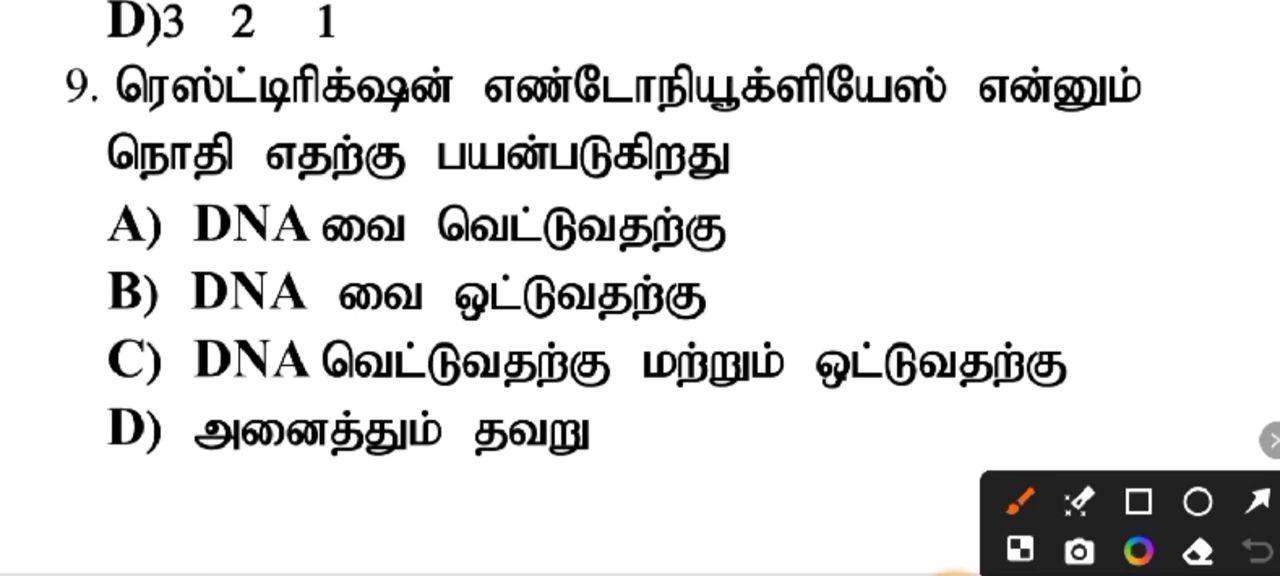 D)3 2 1
9. ரெஸ்ட்டிரிக்ஷன் எண்டோநியூக்ளியேஸ் என்னும்
நொதி எதற்கு பயன்படுகிறது
A) DNA வை வெட்டுவதற்கு
B) DNA வை ஒட்டுவதற்கு
C) DNA வெட்டுவதற்கு மற்றும் ஒட்டுவதற்கு
D) அனைத்தும் தவறு